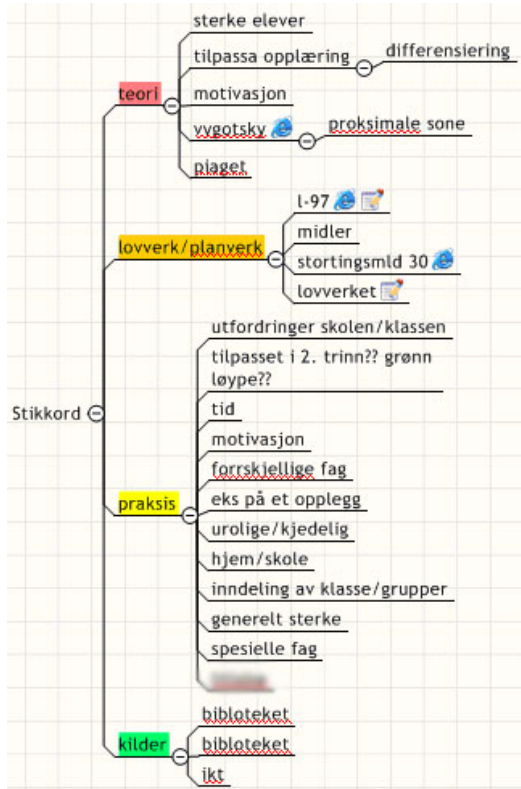 sterke elever
tilpassa opplæring
differensiering
teori
motivasjon
vygotsky
proksimale sone
piaget
l-97
midler
lovverk/planverk
stortingsmld 30
lovverket
utfordringer skolen/klassen
tilpasset i 2. trinn?? grønn
løype??
tid
Stikkord
motivasjon
forrskjellige fag
praksis
eks på et opplegg
urolige/kjedelig
hjem/skole
inndeling av klasse/grupper
generelt sterke
spesielle fag
bibloteket
kilder
bibloteket
ikt